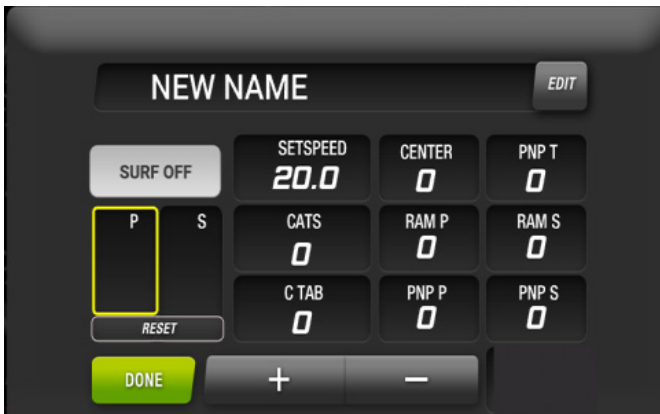 NEW NAME EDIT
SURF OFF SETSPEED CENTER PNP T
20.0 0 0
P S CATS RAM P RAM S
0 0 0
C TAB PNP P PNP S
RESET 0 0 0
DONE + −